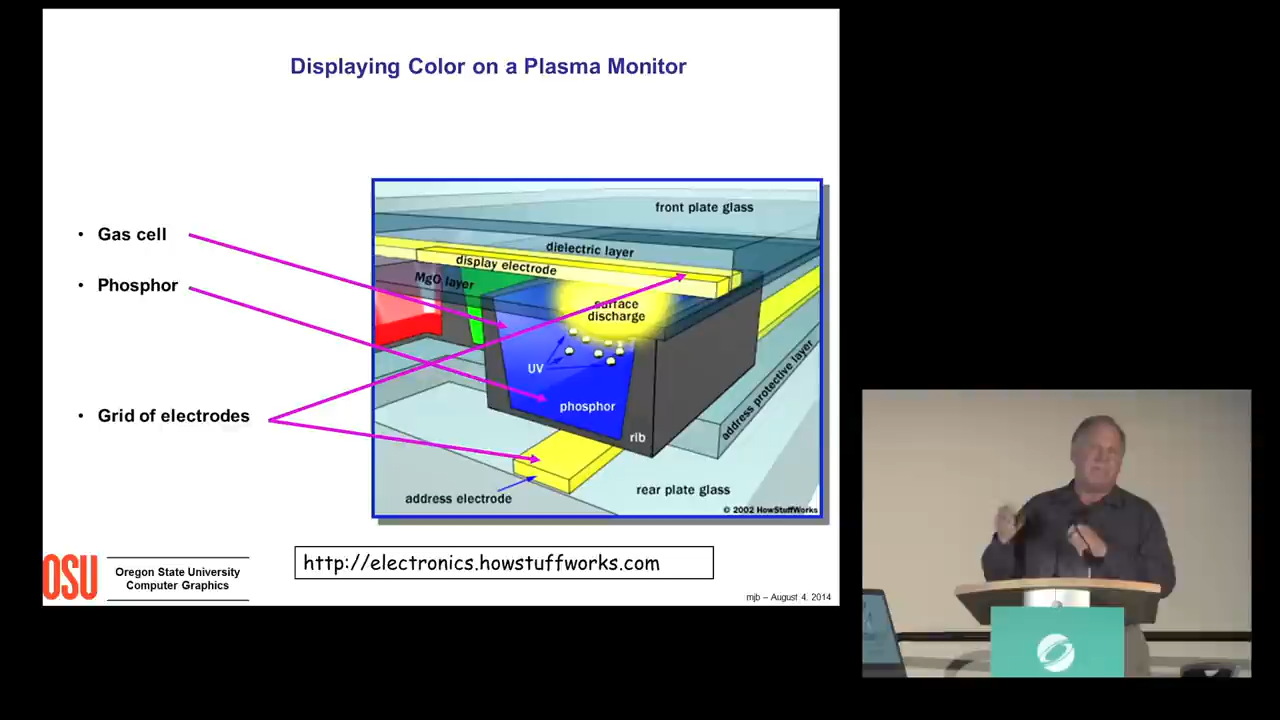 Displaying Color on a Plasma Monitor
• Gas cell
• Phosphor
• Grid of electrodes
front plate glass
dielectric layer
display electrode
MgO layer
surface
discharge
UV
phosphor
rib
address protective layer
address electrode
rear plate glass
© 2002 HowStuffWorks
http://electronics.howstuffworks.com
OSU
Oregon State University
Computer Graphics
mjb – August 4, 2014